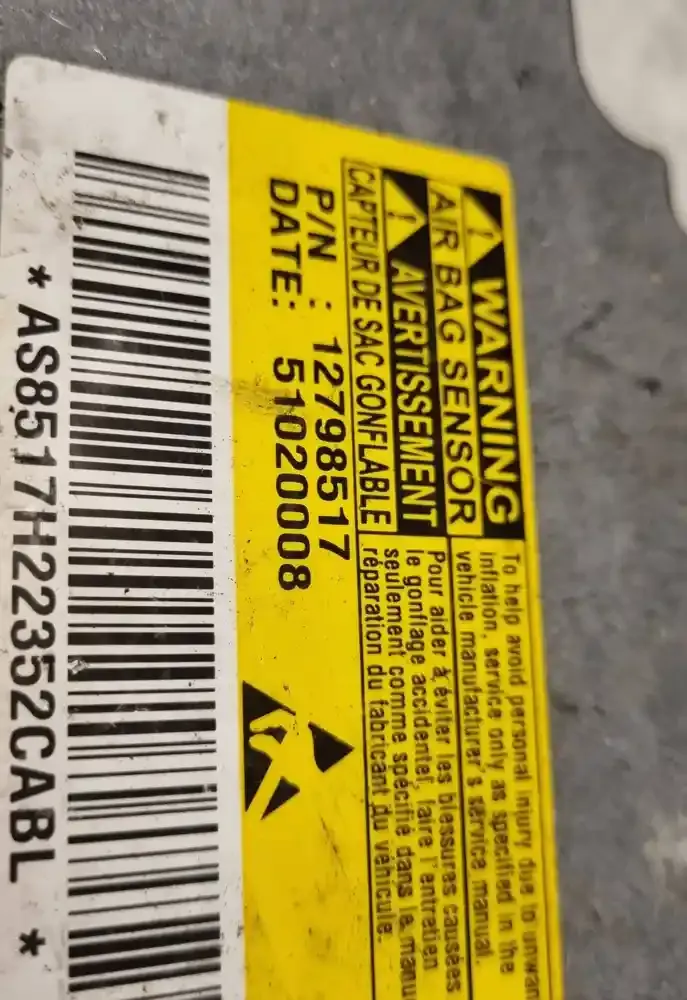 WARNING
AIR BAG SENSOR
To help avoid personal injury due to
inflation, service only as specified in the
vehicle manufacturer's service manual.
AVERTISSEMENT
CAPTEUR DE SAC GONFLABLE
Pour aider à éviter les blessures causées
le gonflage accidentel, faire l'entretien
seulement comme spécifié dans le
réparation du fabricant du véhicule.
P/N : 12798517
DATE: 51020008
* AS8517H22352CABL *